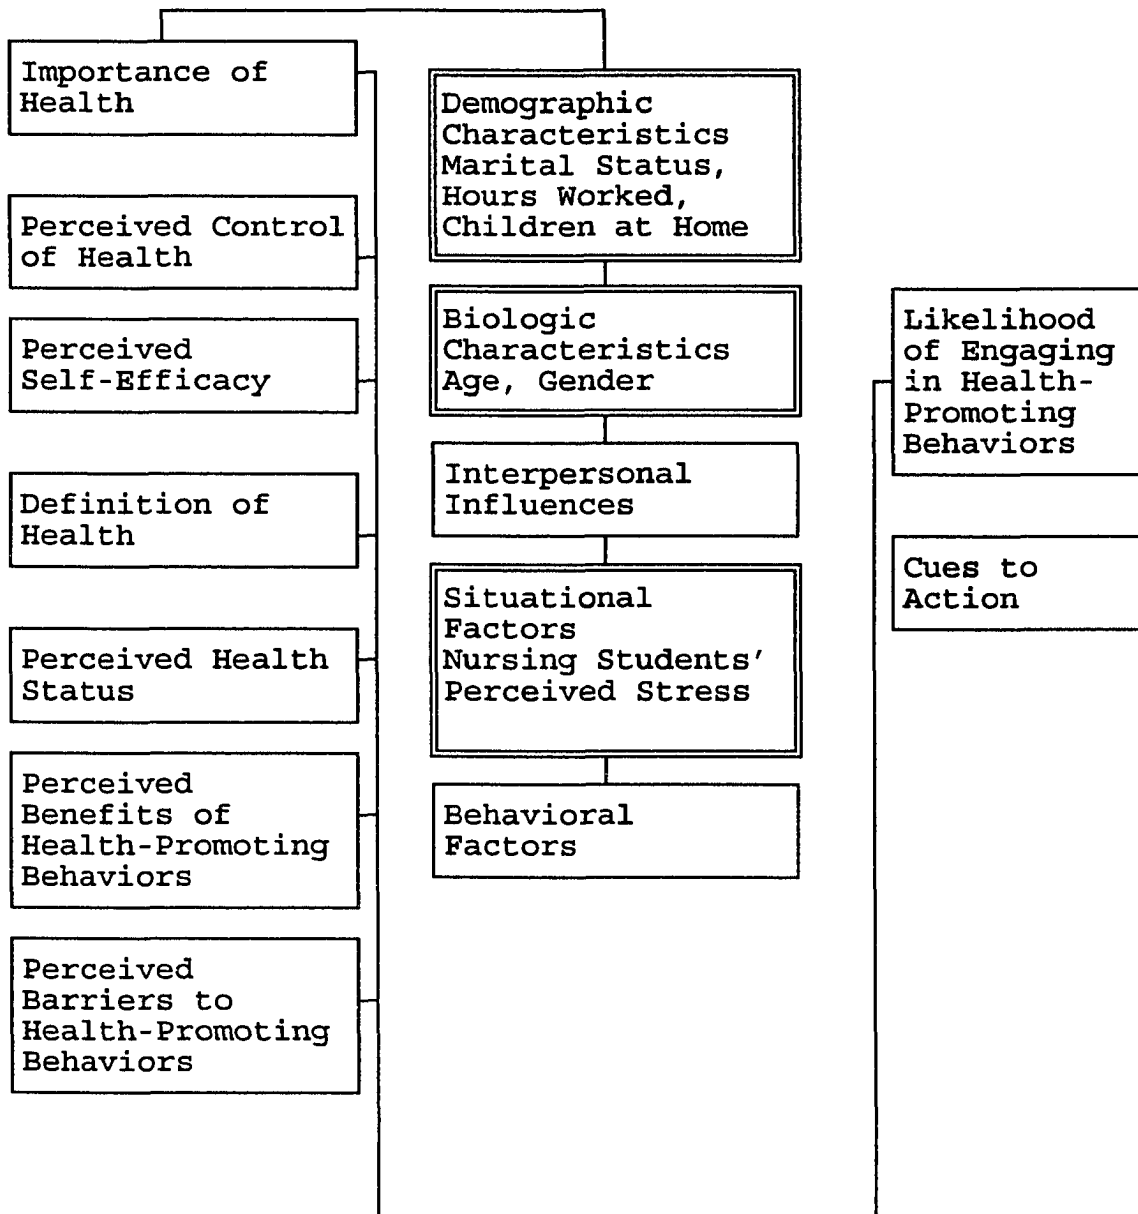 Importance of
Health
Perceived Control
of Health
Perceived
Self-Efficacy
Definition of
Health
Perceived Health
Status
Perceived
Benefits of
Health-Promoting
Behaviors
Perceived
Barriers to
Health-Promoting
Behaviors
Demographic
Characteristics
Marital Status,
Hours Worked,
Children at Home
Biologic
Characteristics
Age, Gender
Interpersonal
Influences
Situational
Factors
Nursing Students'
Perceived Stress
Behavioral
Factors
Likelihood
of Engaging
in Health-
Promoting
Behaviors
Cues to
Action